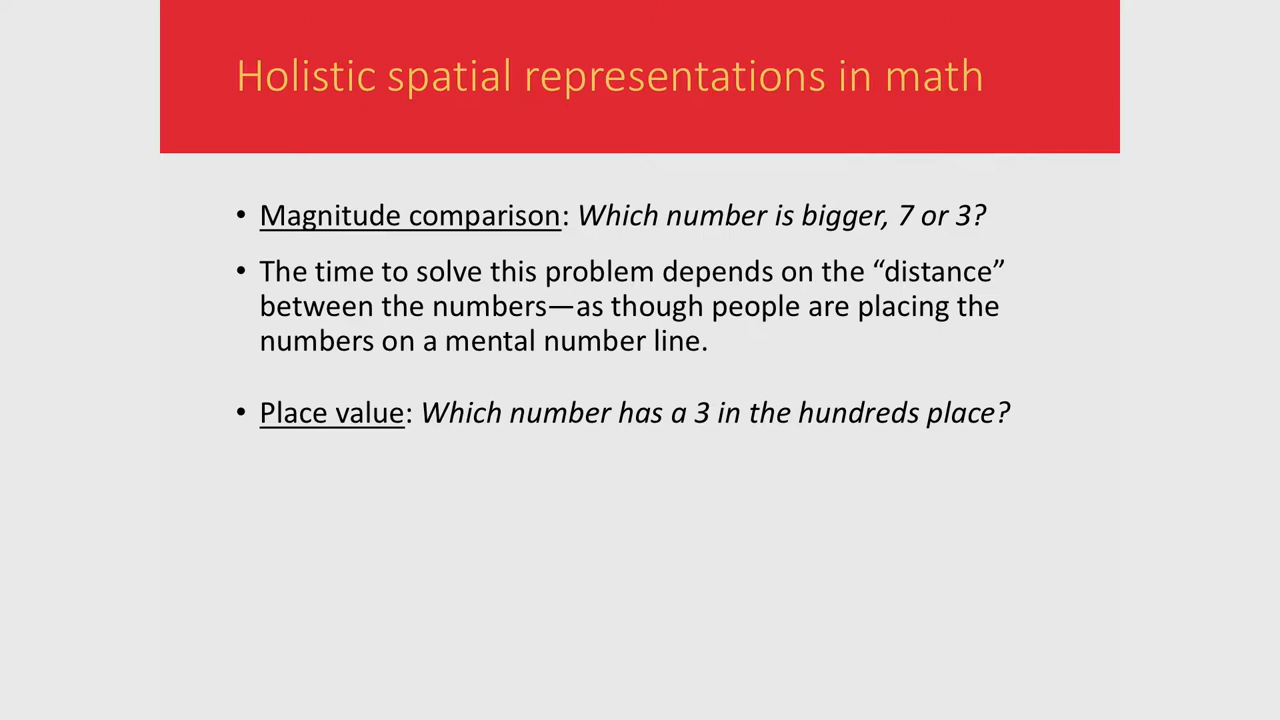 Holistic spatial representations in math
• Magnitude comparison: Which number is bigger, 7 or 3?
• The time to solve this problem depends on the “distance”
between the numbers—as though people are placing the
numbers on a mental number line.
• Place value: Which number has a 3 in the hundreds place?